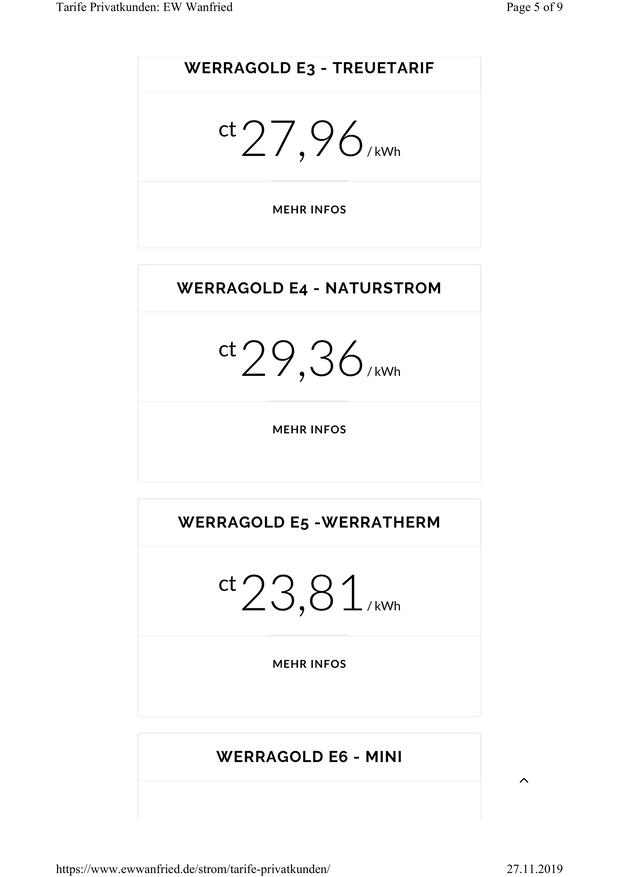 Tarife Privatkunden: EW Wanfried Page 5 of 9
WERRAGOLD E3 - TREUETARIF
ct 27,96 / kWh
MEHR INFOS
WERRAGOLD E4 - NATURSTROM
ct 29,36 / kWh
MEHR INFOS
WERRAGOLD E5 -WERRATHERM
ct 23,81 / kWh
MEHR INFOS
WERRAGOLD E6 - MINI
https://www.ewwanfried.de/strom/tarife-privatkunden/ 27.11.2019